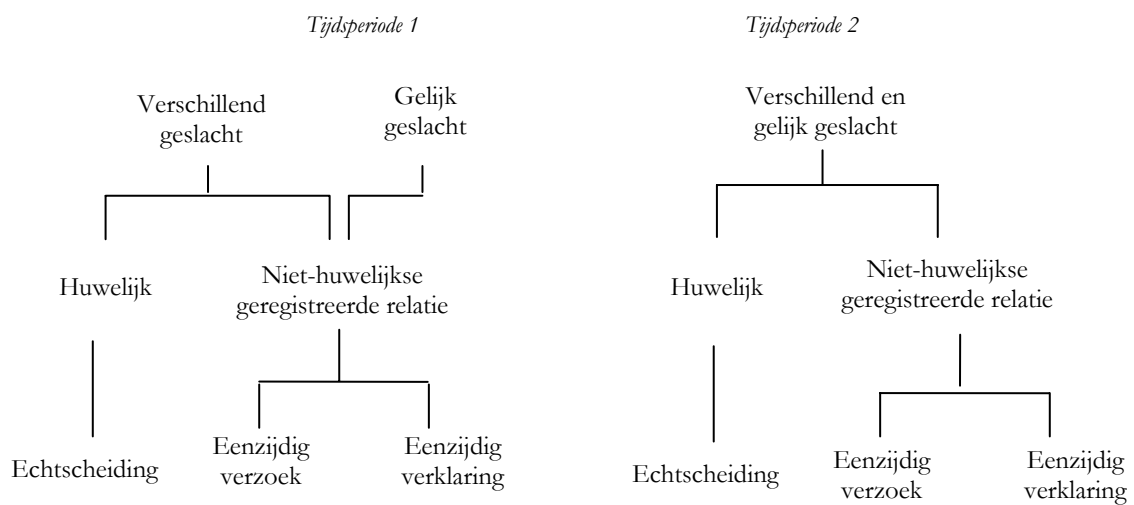 Tijdsperiode 1
Verschillend
geslacht
Gelijk
geslacht
Huwelijk
Niet-huwelijkse
geregistreerde relatie
Echtscheiding
Eenzijdig
verzoek
Eenzijdig
verklaring
Tijdsperiode 2
Verschillend en
gelijk geslacht
Huwelijk
Niet-huwelijkse
geregistreerde relatie
Echtscheiding
Eenzijdig
verzoek
Eenzijdig
verklaring